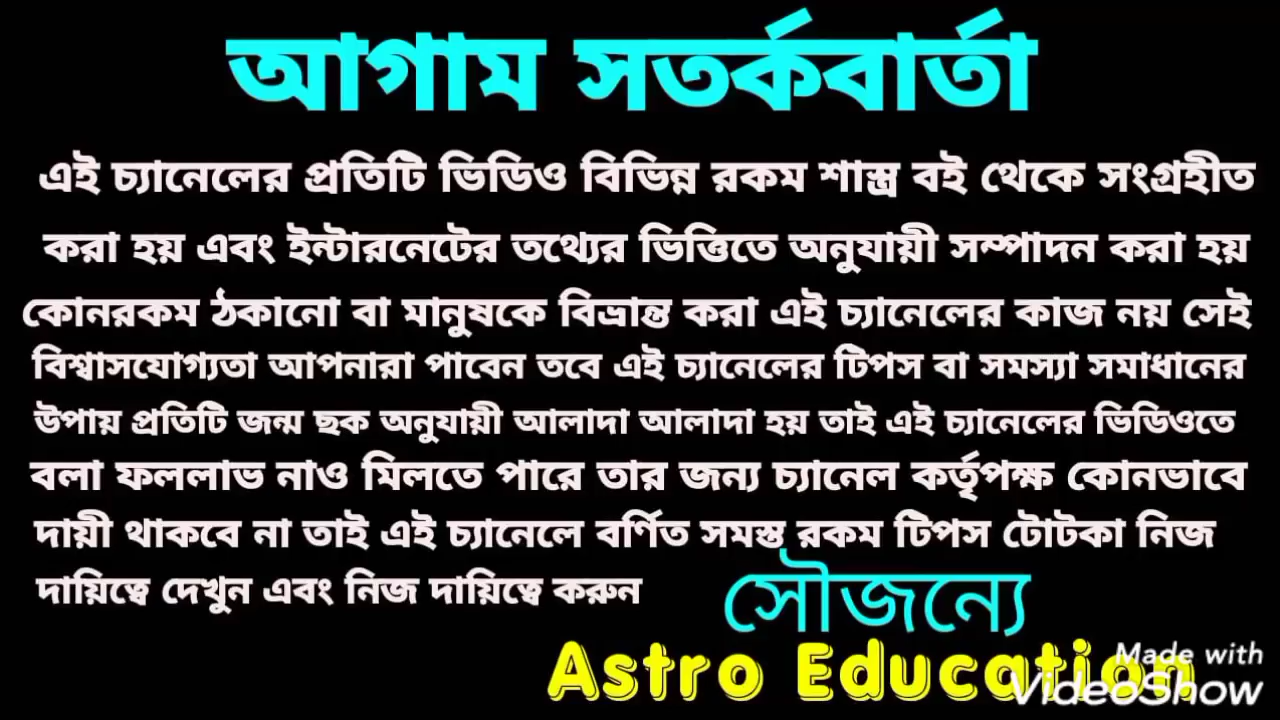 আগাম সতর্কবার্তা
এই চ্যানেলের প্রতিটি ভিডিও বিভিন্ন রকম শাস্ত্র বই থেকে সংগ্রহীত
করা হয় এবং ইন্টারনেটের তথ্যের ভিত্তিতে অনুযায়ী সম্পাদন করা হয়
কোনরকম ঠকানো বা মানুষকে বিভ্রান্ত করা এই চ্যানেলের কাজ নয় সেই
বিশ্বাসযোগ্যতা আপনারা পাবেন তবে এই চ্যানেলের টিপস বা সমস্যা সমাধানের
উপায় প্রতিটি জন্ম ছক অনুযায়ী আলাদা আলাদা হয় তাই এই চ্যানেলের ভিডিওতে
বলা ফললাভ নাও মিলতে পারে তার জন্য চ্যানেল কর্তৃপক্ষ কোনভাবে
দায়ী থাকবে না তাই এই চ্যানেলে বর্ণিত সমস্ত রকম টিপস টোটকা নিজ
দায়িত্বে দেখুন এবং নিজ দায়িত্বে করুন
সৌজন্যে
Astro Education
Made with
VideoShow